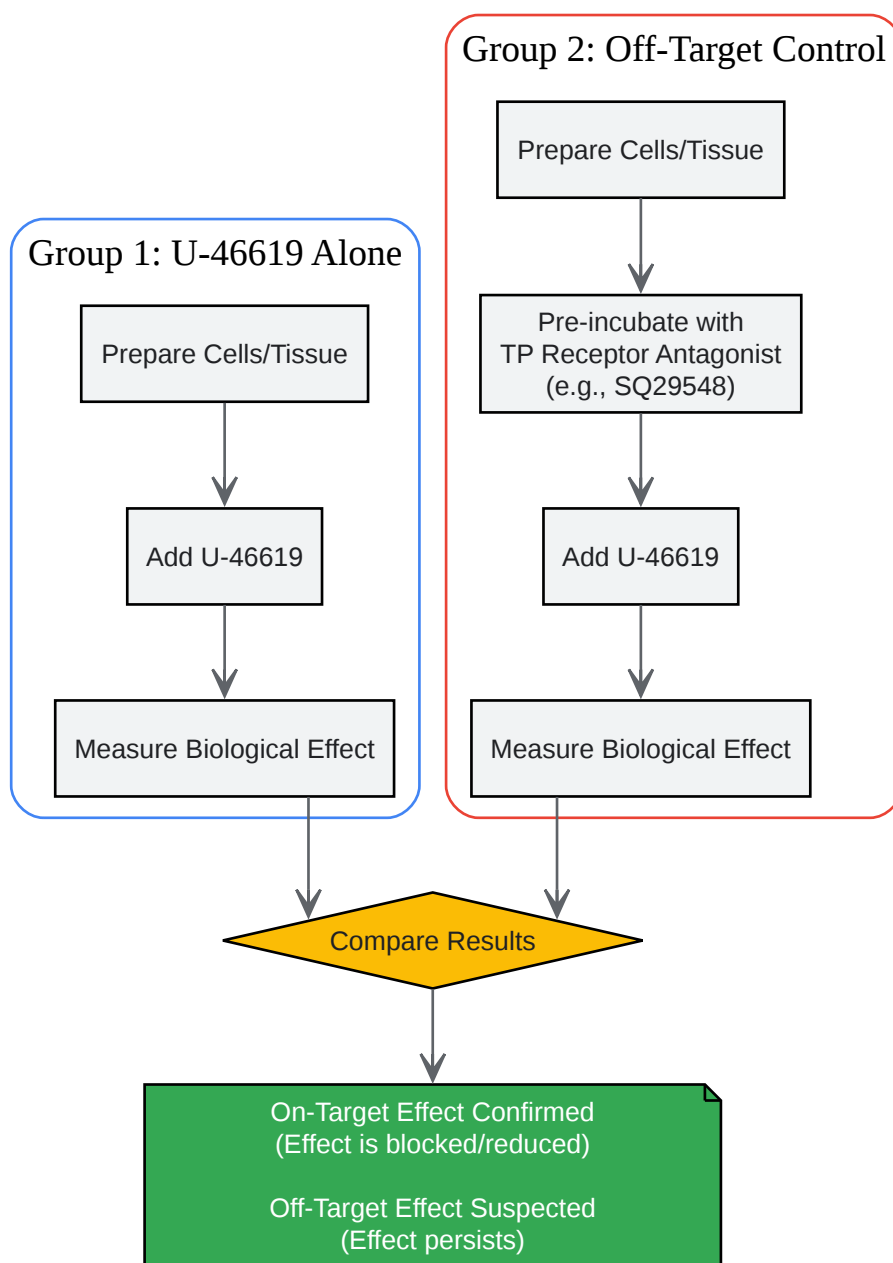 Group 1: U-46619 Alone
Prepare Cells/Tissue
Add U-46619
Measure Biological Effect
Group 2: Off-Target Control
Prepare Cells/Tissue
Pre-incubate with
TP Receptor Antagonist
(e.g., SQ29548)
Add U-46619
Measure Biological Effect
Compare Results
On-Target Effect Confirmed
(Effect is blocked/reduced)
Off-Target Effect Suspected
(Effect persists)